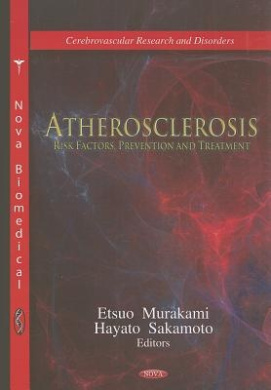 Cerebrovascular Research and Disorders
Nova Biomedical
ATHEROSCLEROSIS
RISK FACTORS, PREVENTION AND TREATMENT
Etsuo Murakami
Hayato Sakamoto
Editors
NOVA